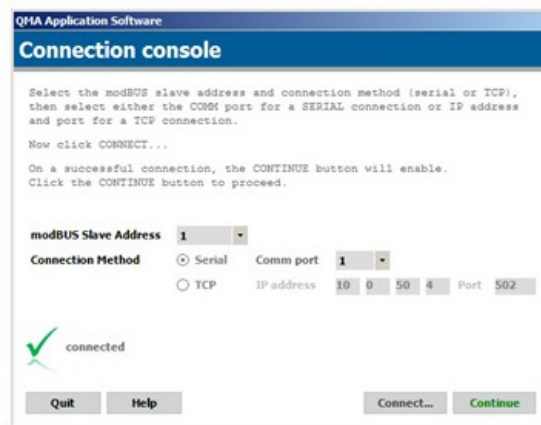 QMA Application Software
Connection console
Select the modBUS slave address and connection method (serial or TCP),
then select either the COMM port for a SERIAL connection or IP address
and port for a TCP connection.
Now click CONNECT...
On a successful connection, the CONTINUE button will enable.
Click the CONTINUE button to proceed.
modBUS Slave Address 1
Connection Method Serial Comm port 1
TCP IP address 10 0 50 4 Port 502
connected
Quit Help Connect... Continue